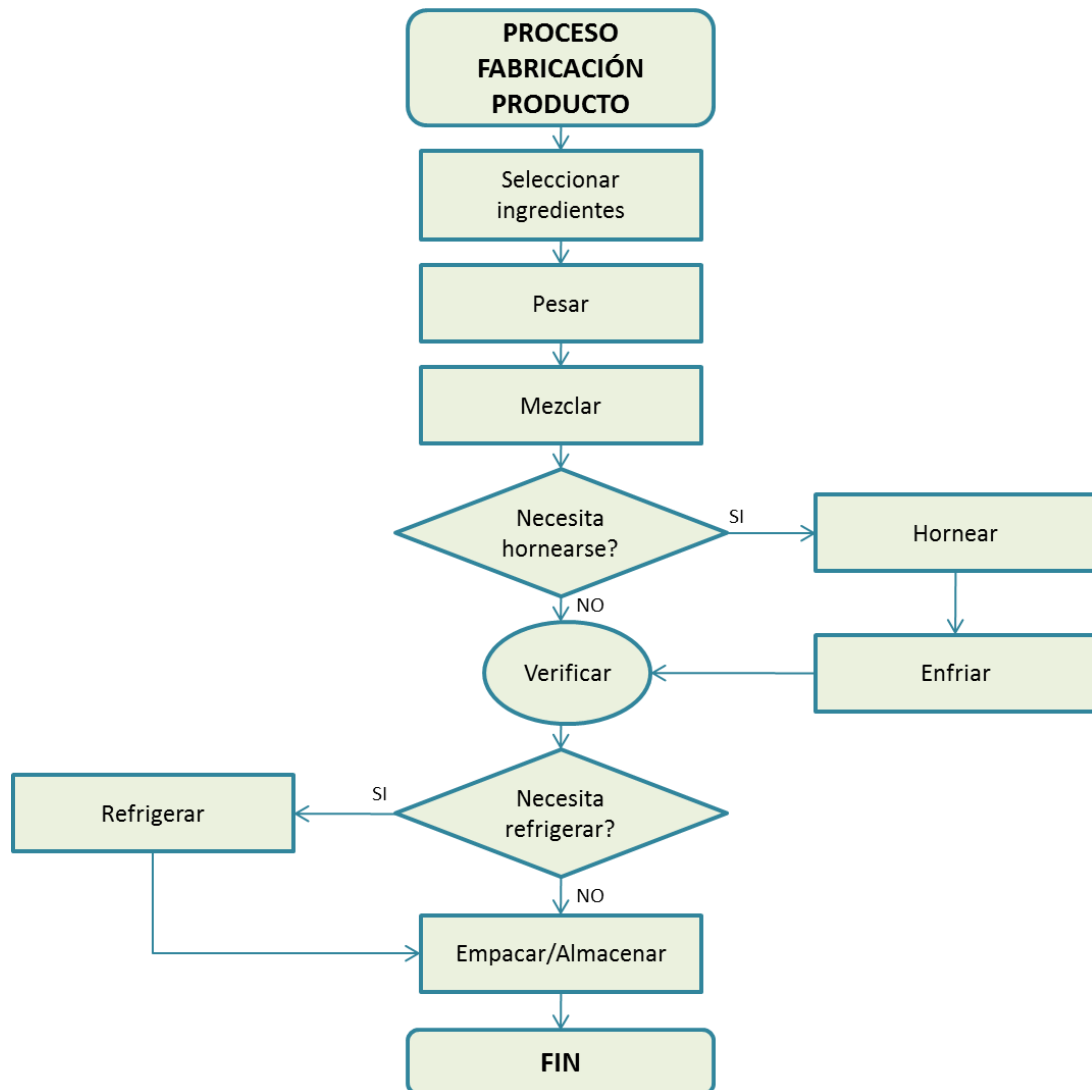 PROCESO
FABRICACIÓN
PRODUCTO
Seleccionar
ingredientes
Pesar
Mezclar
Necesita
hornearse?
SI
Hornear
NO
Verificar
Enfriar
Necesita
refrigerar?
SI
Refrigerar
NO
Empacar/Almacenar
FIN